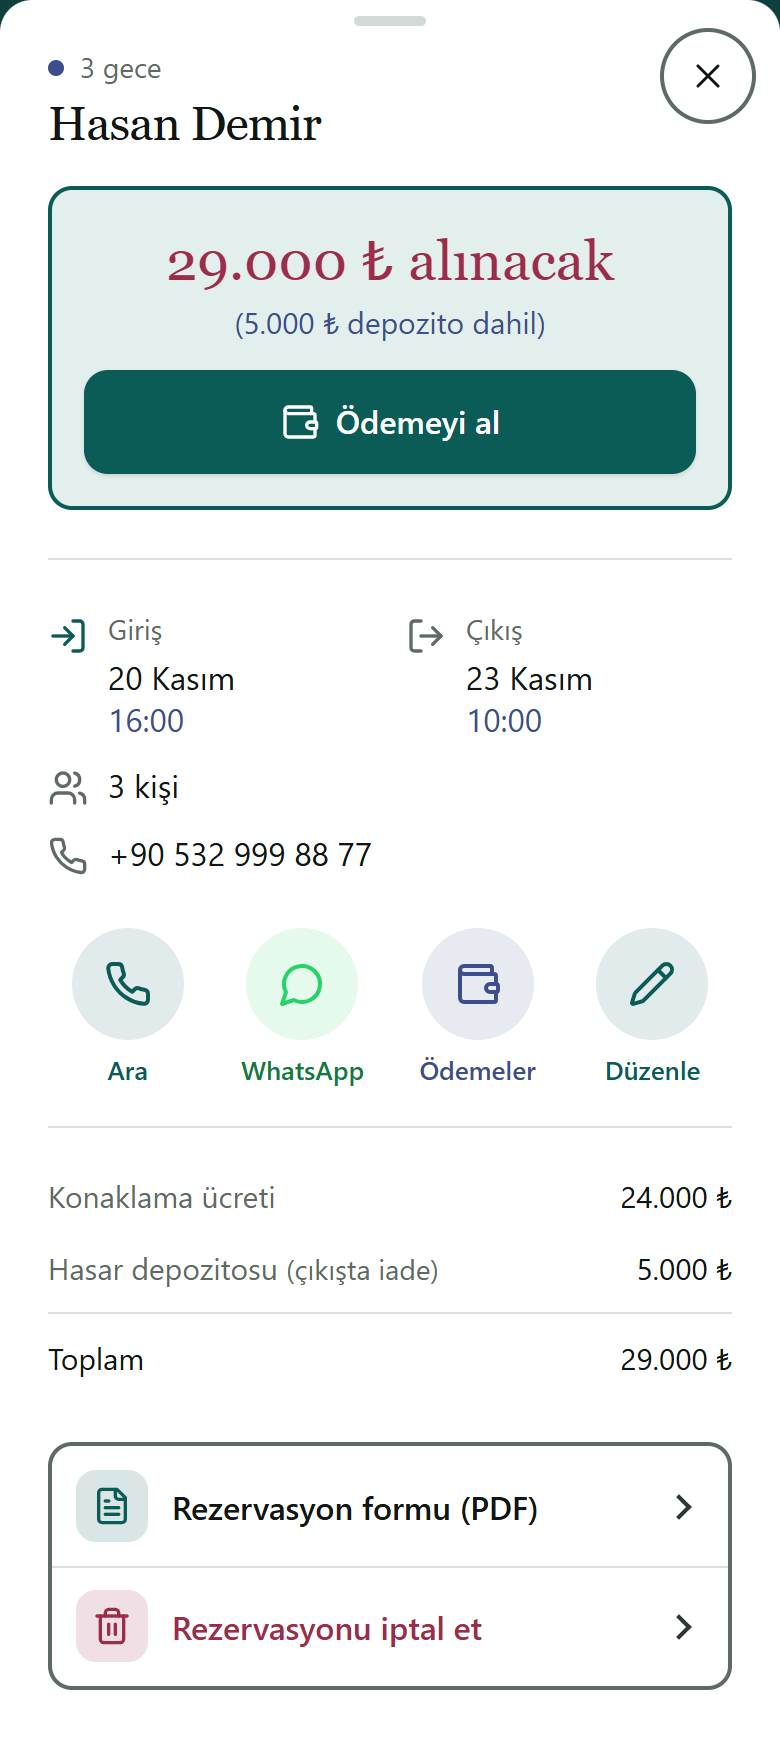 3 gece
Hasan Demir
29.000 ₺ alınacak
(5.000 ₺ depozito dahil)
Ödemeyi al
Giriş
20 Kasım
16:00
Çıkış
23 Kasım
10:00
3 kişi
+90 532 999 88 77
Ara
WhatsApp
Ödemeler
Düzenle
Konaklama ücreti 24.000 ₺
Hasar depozitosu (çıkışta iade) 5.000 ₺
Toplam 29.000 ₺
Rezervasyon formu (PDF)
Rezervasyonu iptal et